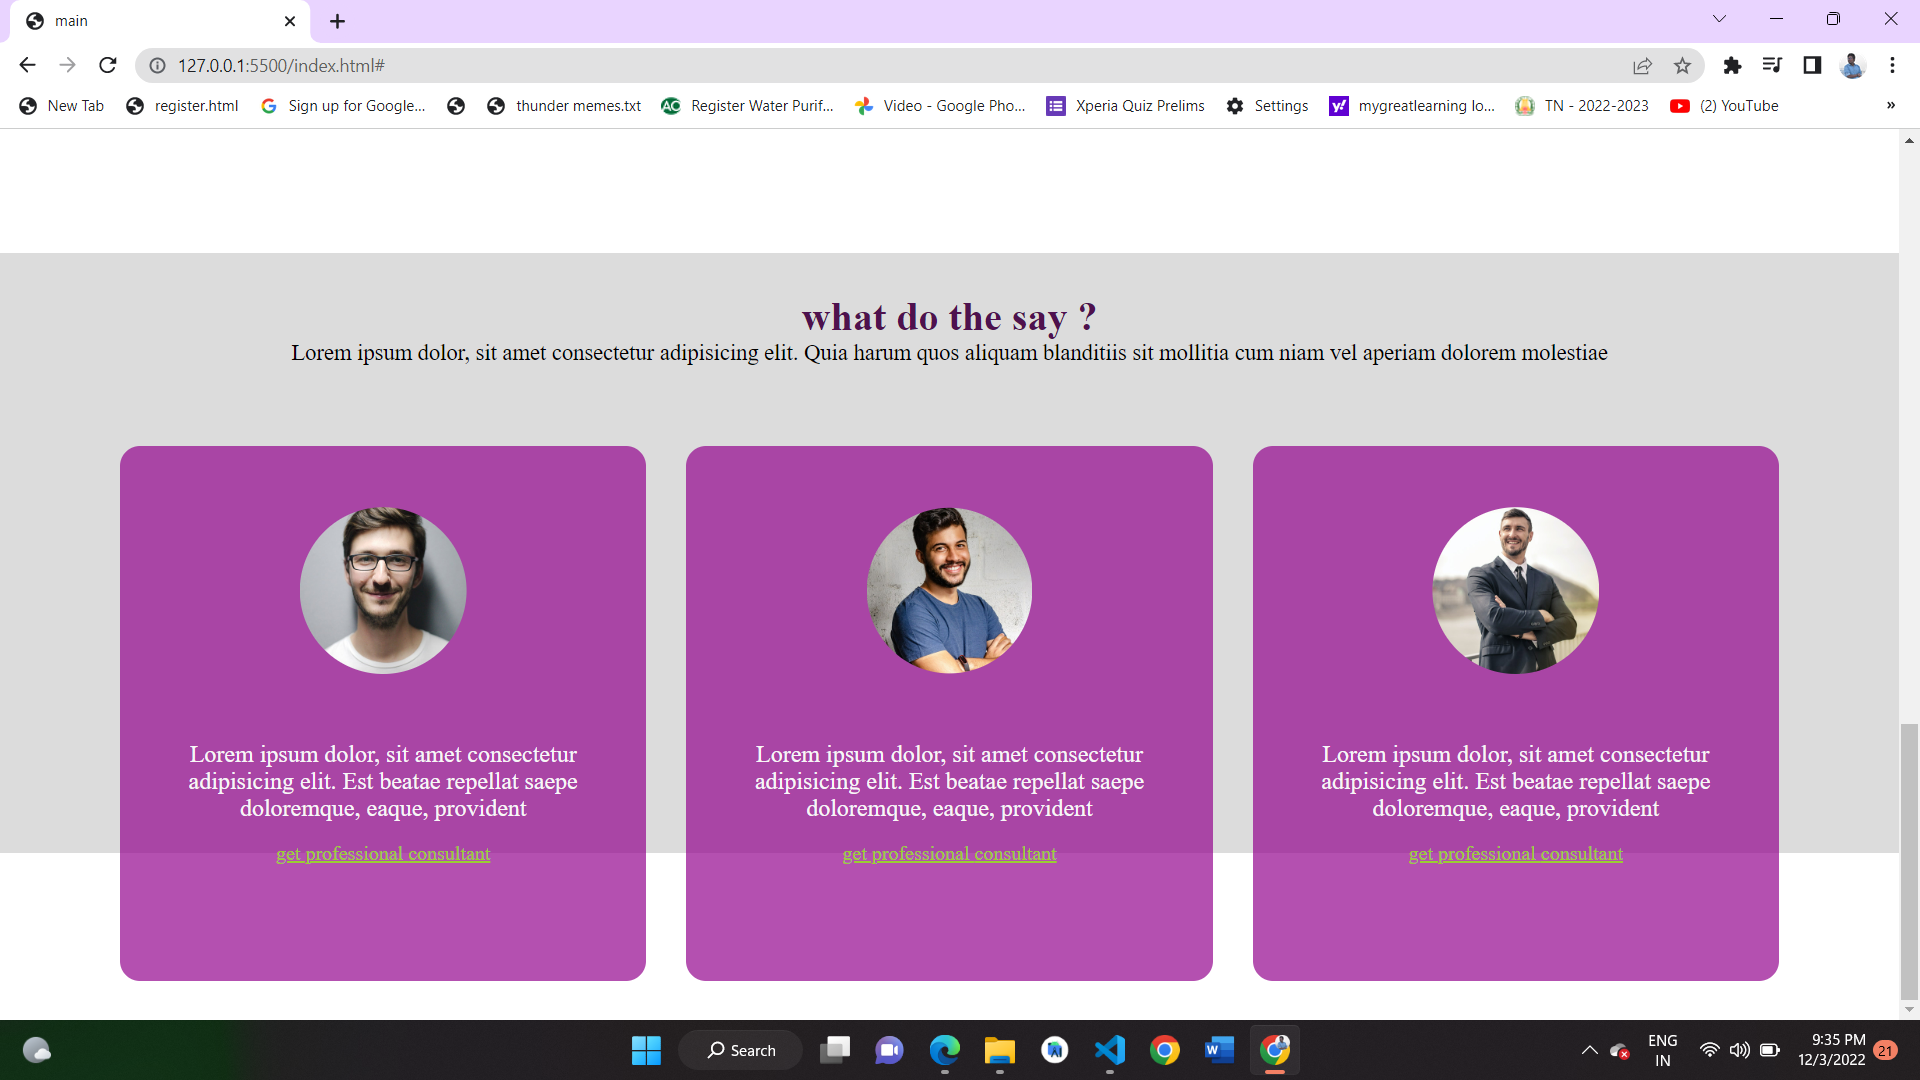 main
127.0.0.1:5500/index.html#
New Tab register.html Sign up for Google... thunder memes.txt Register Water Purif... Video - Google Pho... Xperia Quiz Prelims Settings mygreatlearning lo... TN - 2022-2023 (2) YouTube »
what do the say ?
Lorem ipsum dolor, sit amet consectetur adipisicing elit. Quia harum quos aliquam blanditiis sit mollitia cum niam vel aperiam dolorem molestiae
Lorem ipsum dolor, sit amet consectetur
adipisicing elit. Est beatae repellat saepe
doloremque, eaque, provident
get professional consultant
Lorem ipsum dolor, sit amet consectetur
adipisicing elit. Est beatae repellat saepe
doloremque, eaque, provident
get professional consultant
Lorem ipsum dolor, sit amet consectetur
adipisicing elit. Est beatae repellat saepe
doloremque, eaque, provident
get professional consultant
Search
ENG
IN
9:35 PM
12/3/2022
21